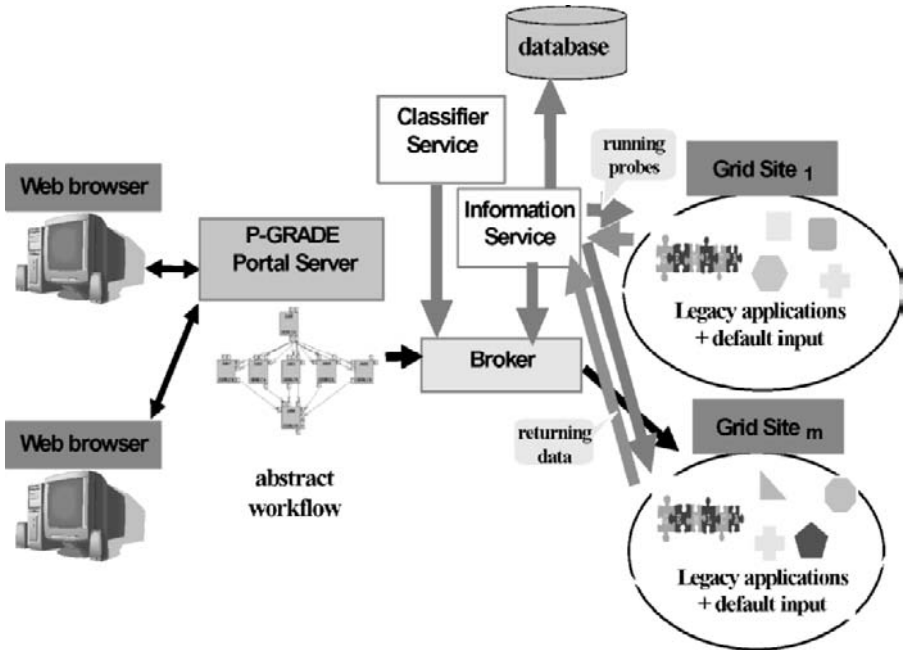 database
Classifier
Service
running
probes
Grid Site 1
Web browser
Information
Service
P-GRADE
Portal Server
Legacy applications
+ default input
Broker
Web browser
returning
data
Grid Site m
abstract
workflow
Legacy applications
+ default input